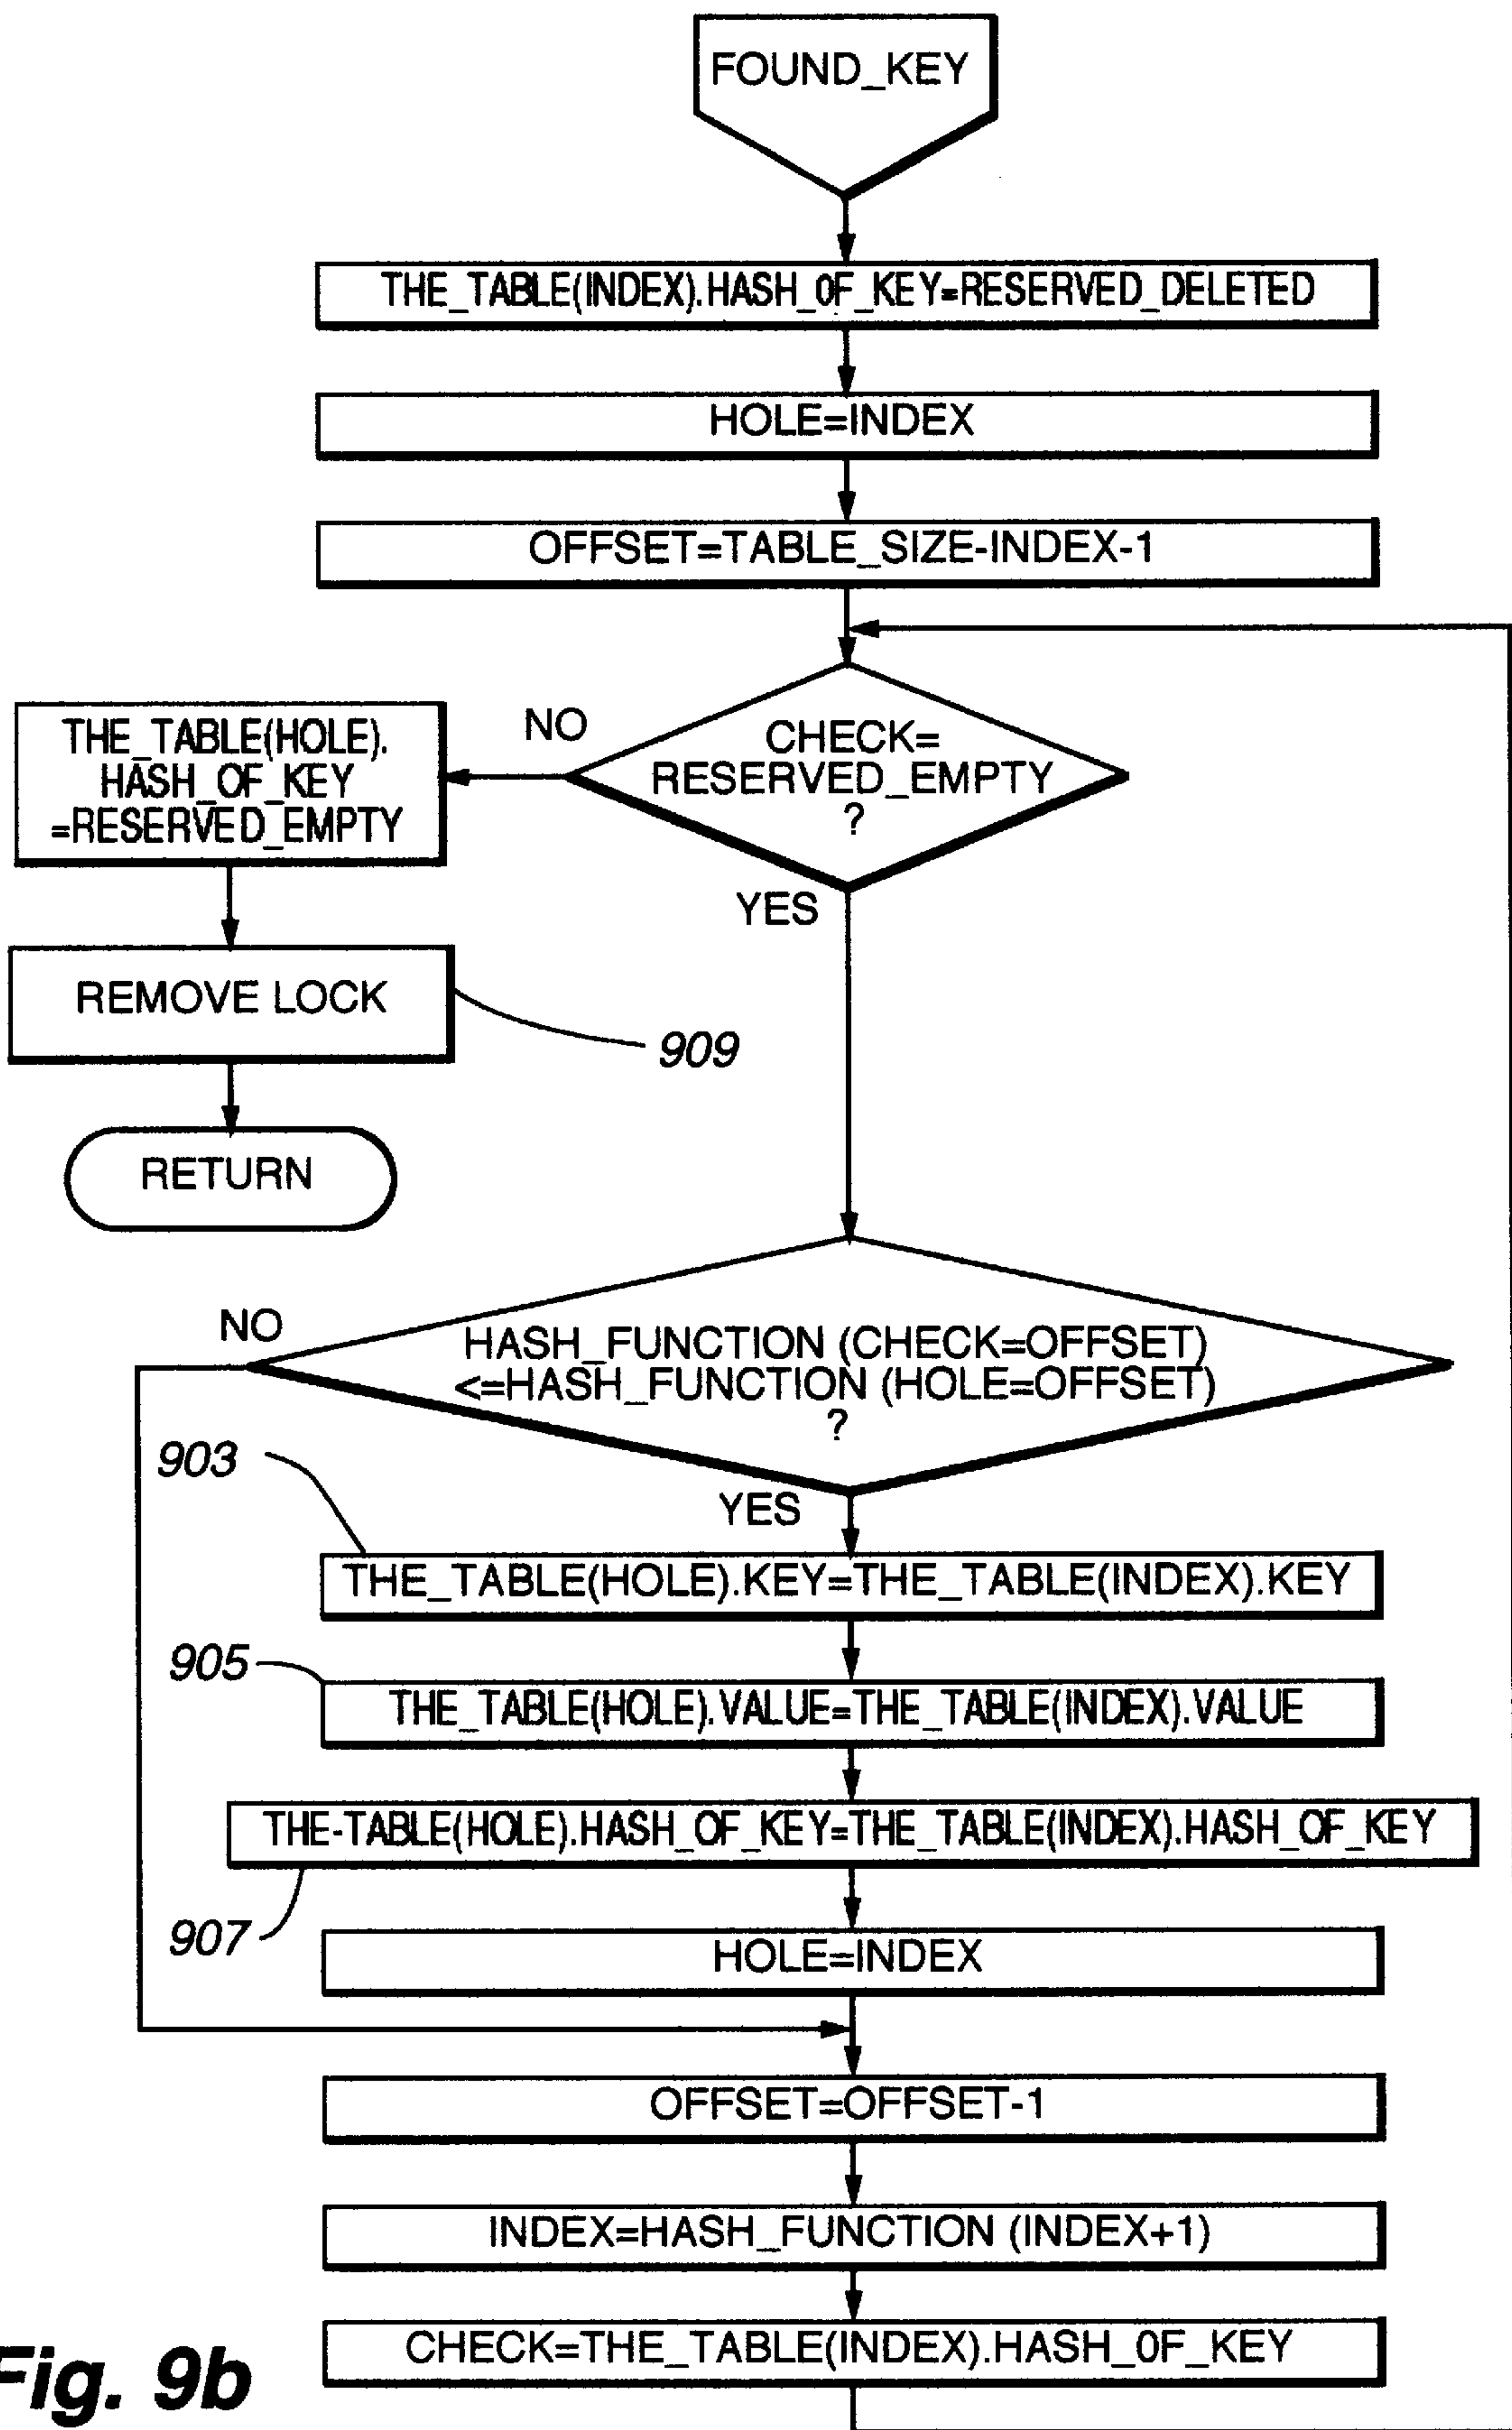 FOUND_KEY
THE_TABLE(INDEX).HASH_OF_KEY=RESERVED_DELETED
HOLE=INDEX
OFFSET=TABLE_SIZE-INDEX-1
NO
CHECK=
RESERVED_EMPTY
?
YES
THE_TABLE(HOLE).
HASH_OF_KEY
=RESERVED_EMPTY
REMOVE LOCK
909
RETURN
NO
HASH_FUNCTION (CHECK=OFFSET)
<=HASH_FUNCTION (HOLE=OFFSET)
?
YES
903
THE_TABLE(HOLE).KEY=THE_TABLE(INDEX).KEY
905
THE_TABLE(HOLE).VALUE=THE_TABLE(INDEX).VALUE
THE-TABLE(HOLE).HASH_OF_KEY=THE_TABLE(INDEX).HASH_OF_KEY
907
HOLE=INDEX
OFFSET=OFFSET-1
INDEX=HASH_FUNCTION (INDEX+1)
CHECK=THE_TABLE(INDEX).HASH_OF_KEY
Fig. 9b